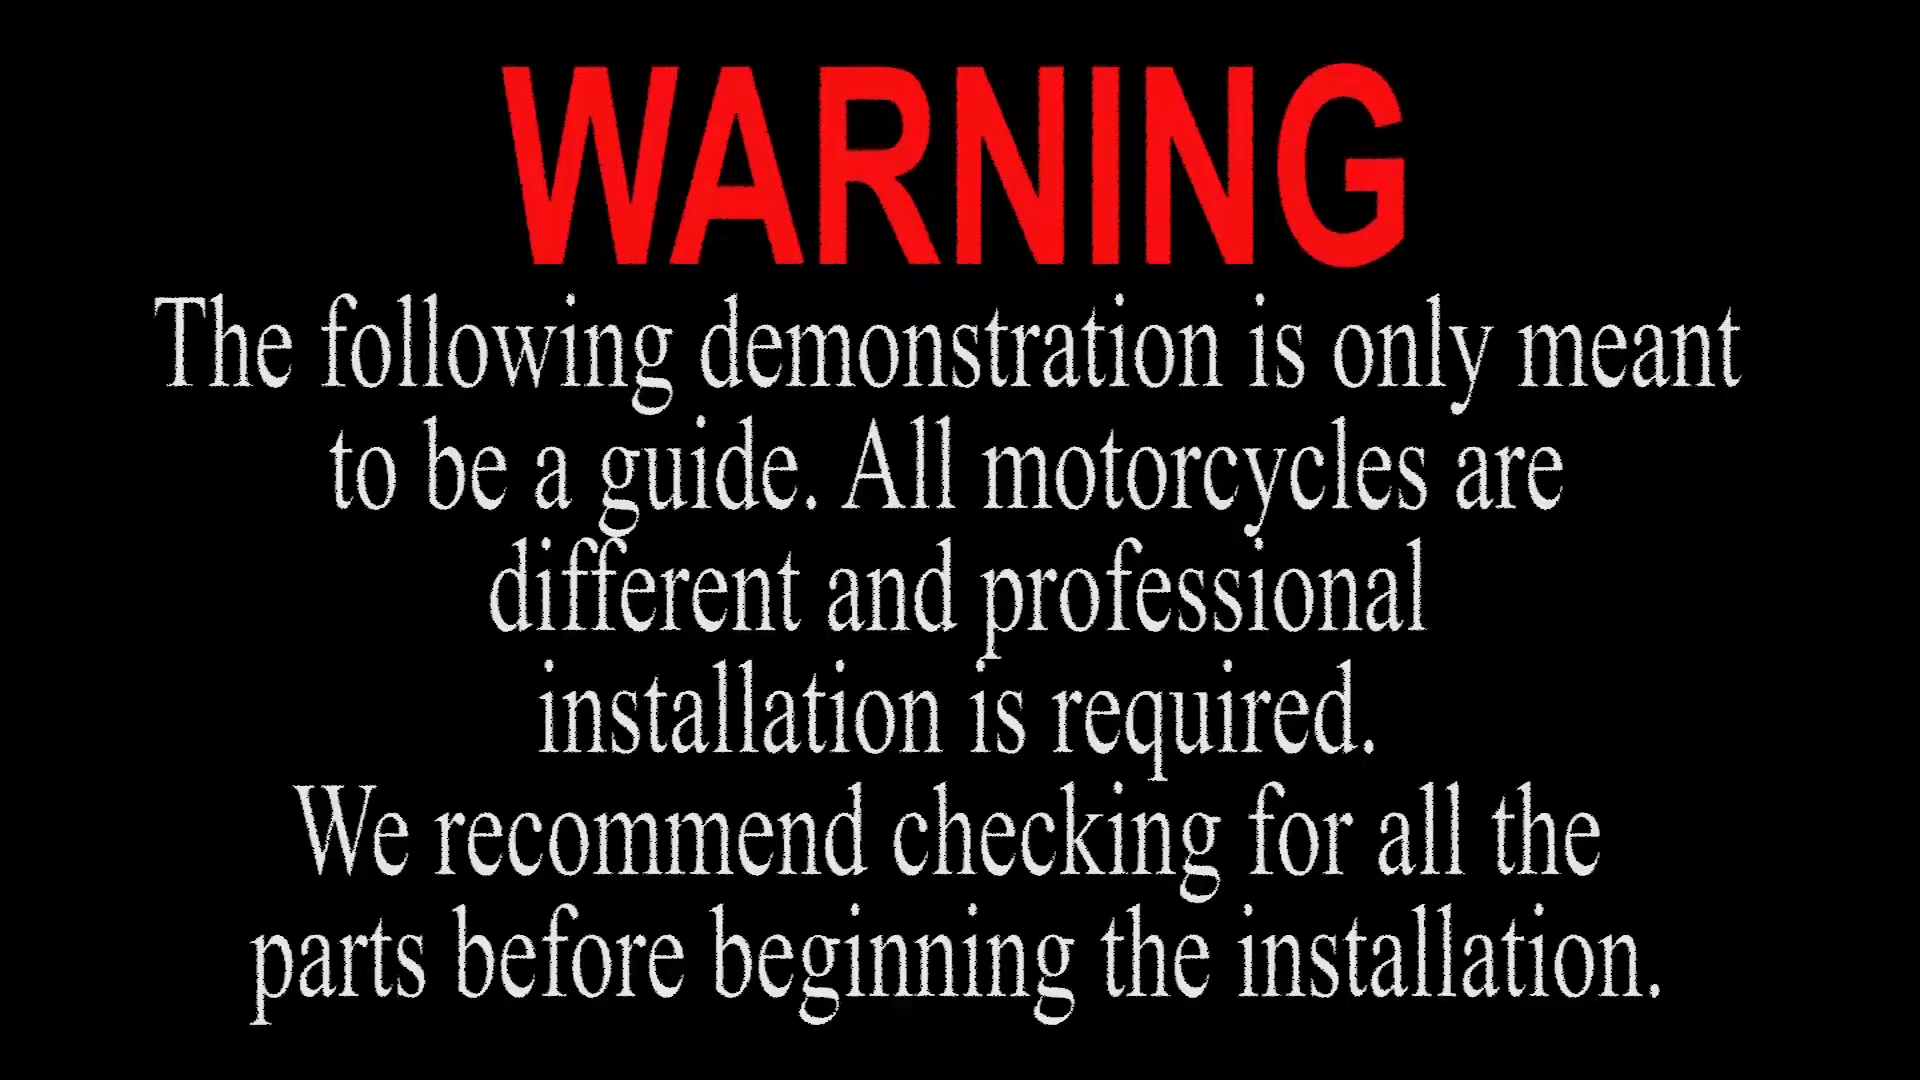 WARNING
The following demonstration is only meant
to be a guide. All motorcycles are
different and professional
installation is required.
We recommend checking for all the
parts before beginning the installation.